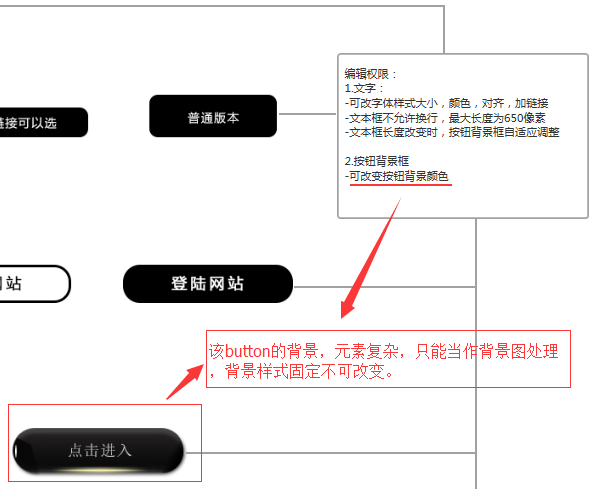 编辑权限：
1.文字：
-可改字体样式大小，颜色，对齐，加链接
-文本框不允许换行，最大长度为650像素
-文本框长度改变时，按钮背景框自适应调整
2.按钮背景框
-可改变按钮背景颜色
链接可以选
普通版本
网站
登陆网站
该button的背景，元素复杂，只能当作背景图处理
，背景样式固定不可改变。
点击进入